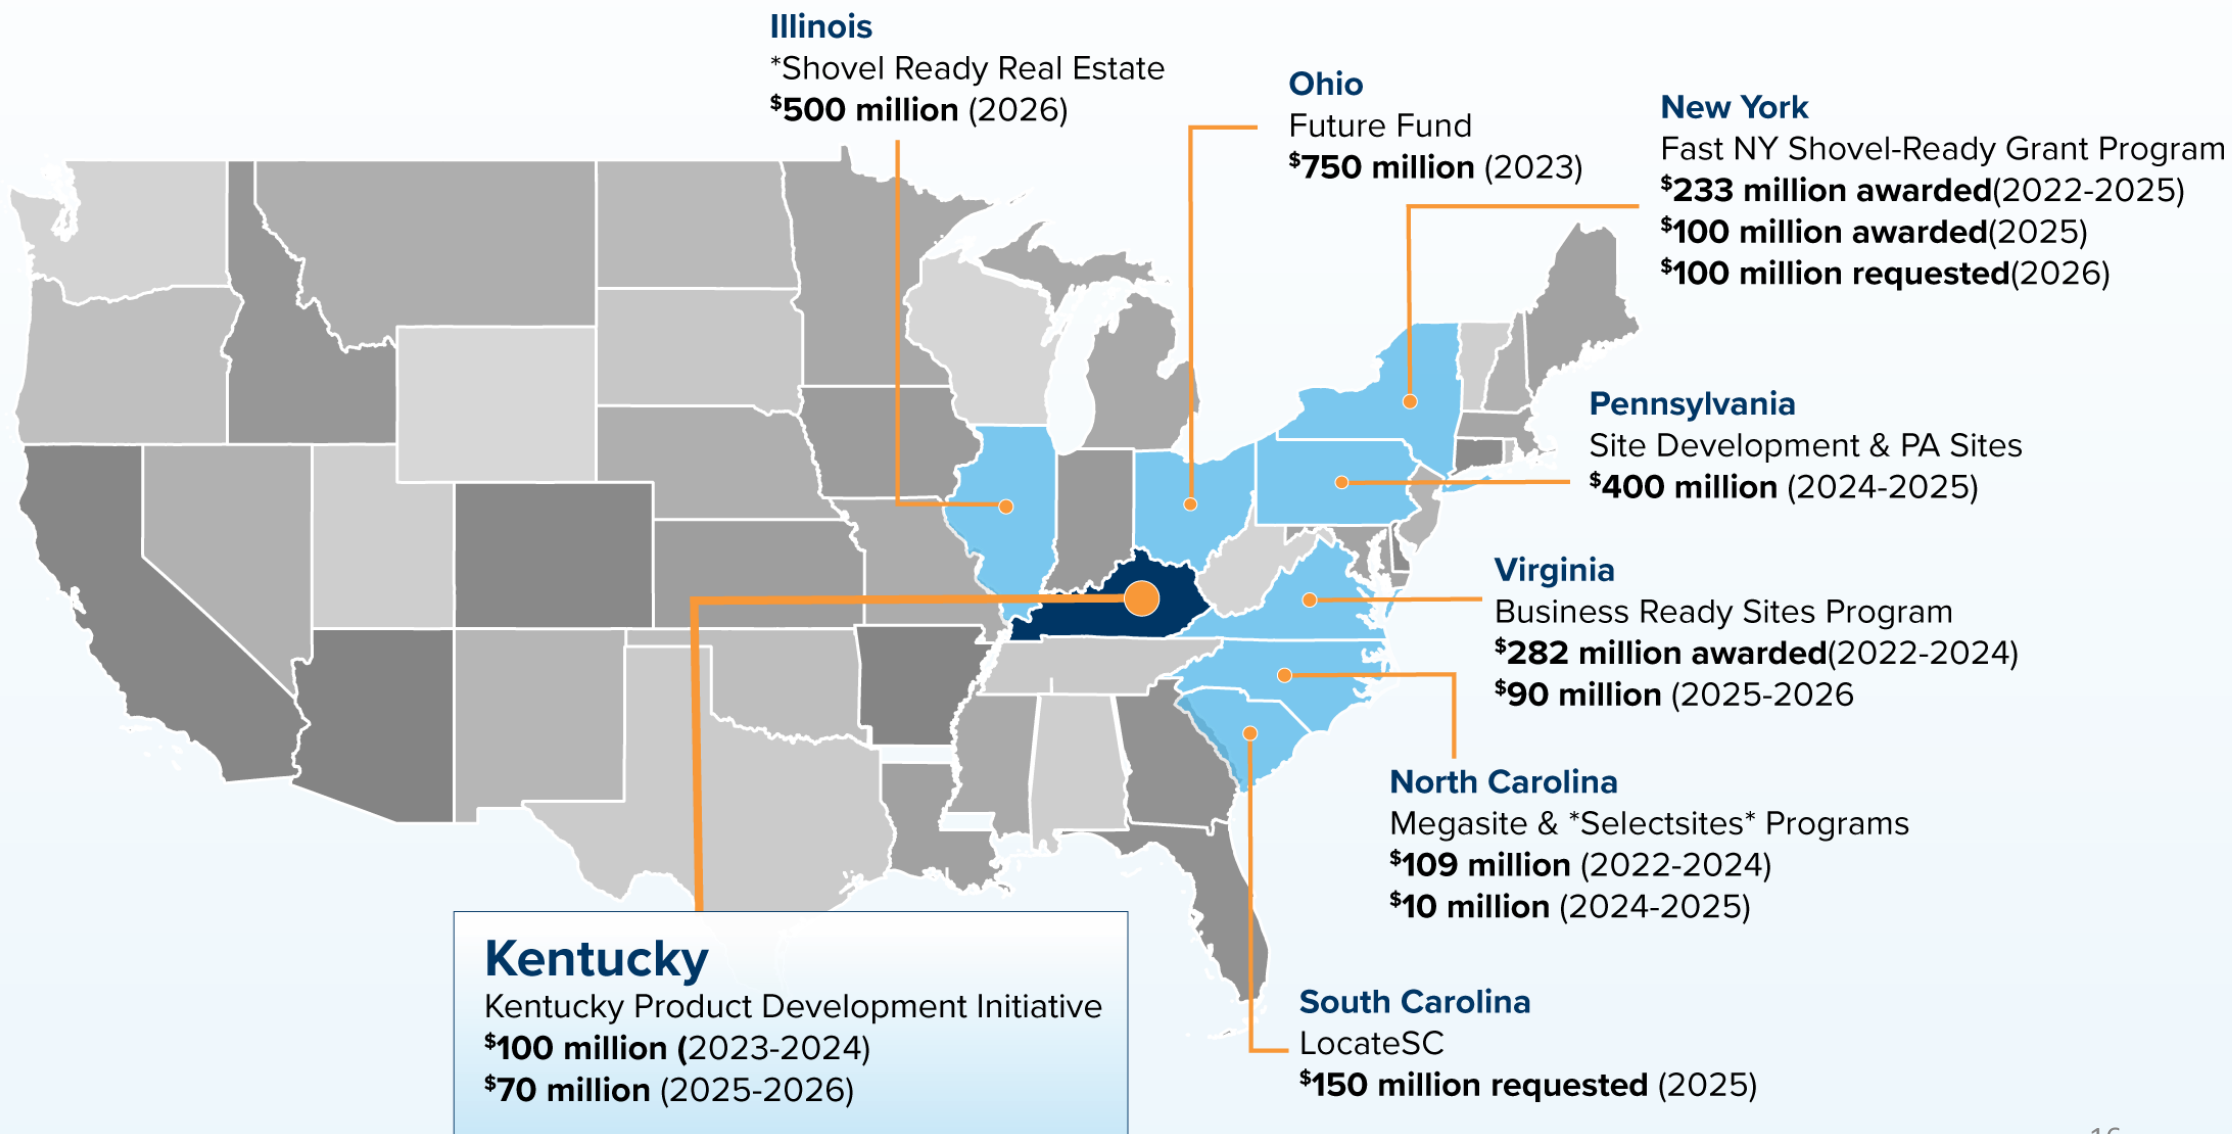 Illinois
*Shovel Ready Real Estate
$500 million (2026)
Ohio
Future Fund
$750 million (2023)
New York
Fast NY Shovel-Ready Grant Program
$233 million awarded(2022-2025)
$100 million awarded(2025)
$100 million requested(2026)
Pennsylvania
Site Development & PA Sites
$400 million (2024-2025)
Virginia
Business Ready Sites Program
$282 million awarded(2022-2024)
$90 million (2025-2026
North Carolina
Megasite & *Selectsites* Programs
$109 million (2022-2024)
$10 million (2024-2025)
South Carolina
LocateSC
$150 million requested (2025)
Kentucky
Kentucky Product Development Initiative
$100 million (2023-2024)
$70 million (2025-2026)